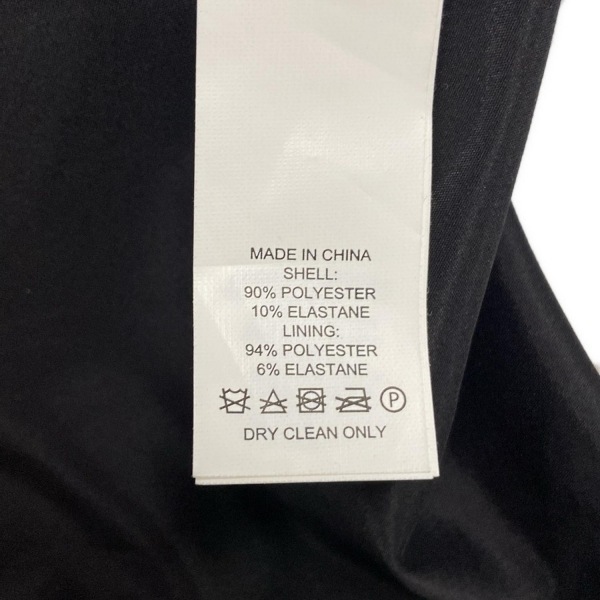 MADE IN CHINA
SHELL:
90% POLYESTER
10% ELASTANE
LINING:
94% POLYESTER
6% ELASTANE
P
DRY CLEAN ONLY